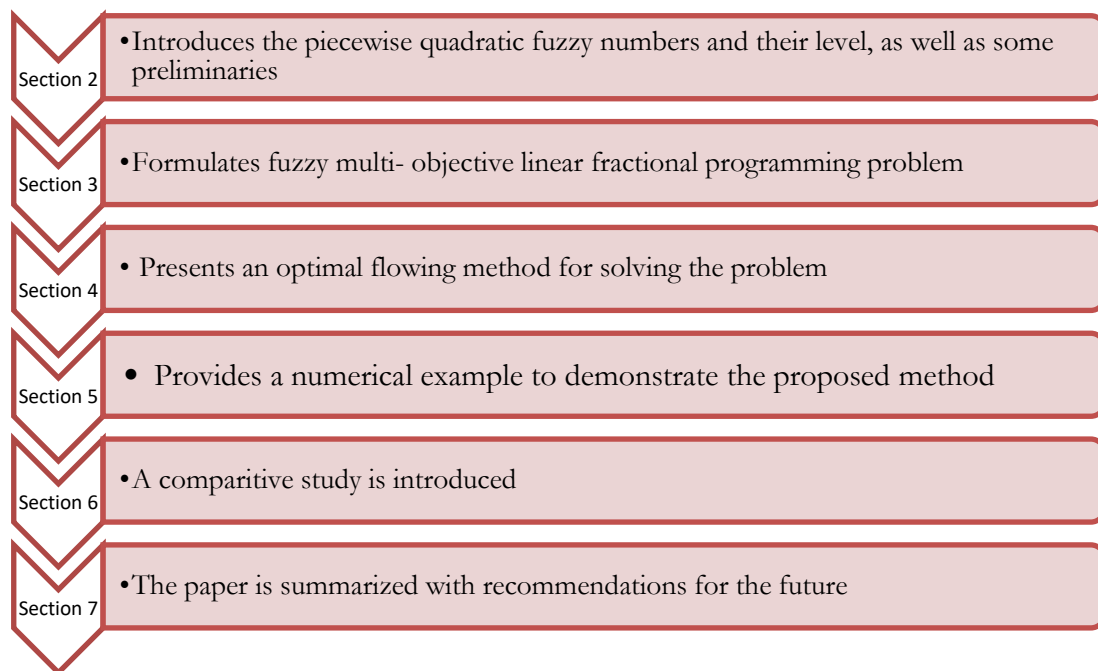 Section 2
•Introduces the piecewise quadratic fuzzy numbers and their level, as well as some
preliminaries
Section 3
•Formulates fuzzy multi- objective linear fractional programming problem
Section 4
• Presents an optimal flowing method for solving the problem
Section 5
• Provides a numerical example to demonstrate the proposed method
Section 6
•A comparitive study is introduced
Section 7
•The paper is summarized with recommendations for the future